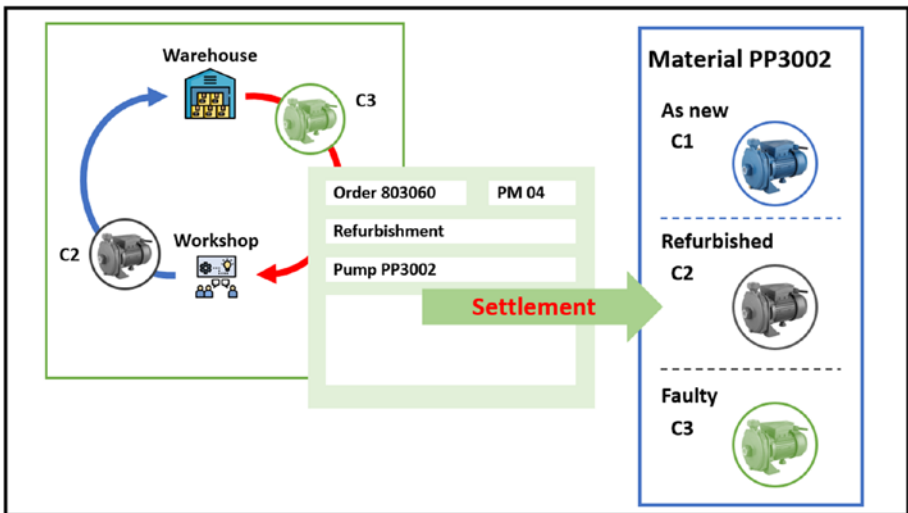 Warehouse
C3
C2
Workshop
Order 803060
PM 04
Refurbishment
Pump PP3002
Settlement
Material PP3002
As new
C1
Refurbished
C2
Faulty
C3